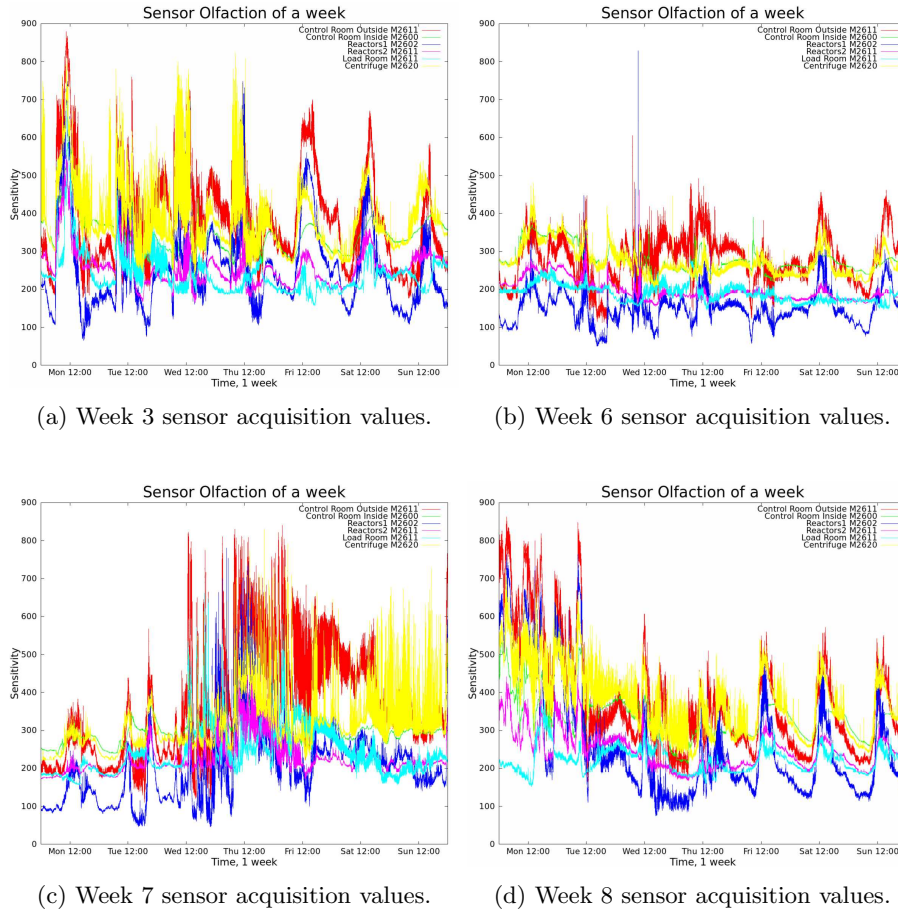 Sensor Olfaction of a week
900
800
700
600
500
400
300
200
100
0
Sensitivity
Control Room Outside M2611
Control Room Inside M2600
Reactors1 M2602
Reactors2 M2611
Load Room M2611
Centrifuge M2620
Mon 12:00 Tue 12:00 Wed 12:00 Thu 12:00 Fri 12:00 Sat 12:00 Sun 12:00
Time, 1 week
(a) Week 3 sensor acquisition values.
Sensor Olfaction of a week
900
800
700
600
500
400
300
200
100
0
Sensitivity
Control Room Outside M2611
Control Room Inside M2600
Reactors1 M2602
Reactors2 M2611
Load Room M2611
Centrifuge M2620
Mon 12:00 Tue 12:00 Wed 12:00 Thu 12:00 Fri 12:00 Sat 12:00 Sun 12:00
Time, 1 week
(b) Week 6 sensor acquisition values.
Sensor Olfaction of a week
900
800
700
600
500
400
300
200
100
0
Sensitivity
Control Room Outside M2611
Control Room Inside M2600
Reactors1 M2602
Reactors2 M2611
Load Room M2611
Centrifuge M2620
Mon 12:00 Tue 12:00 Wed 12:00 Thu 12:00 Fri 12:00 Sat 12:00 Sun 12:00
Time, 1 week
(c) Week 7 sensor acquisition values.
Sensor Olfaction of a week
900
800
700
600
500
400
300
200
100
0
Sensitivity
Control Room Outside M2611
Control Room Inside M2600
Reactors1 M2602
Reactors2 M2611
Load Room M2611
Centrifuge M2620
Mon 12:00 Tue 12:00 Wed 12:00 Thu 12:00 Fri 12:00 Sat 12:00 Sun 12:00
Time, 1 week
(d) Week 8 sensor acquisition values.